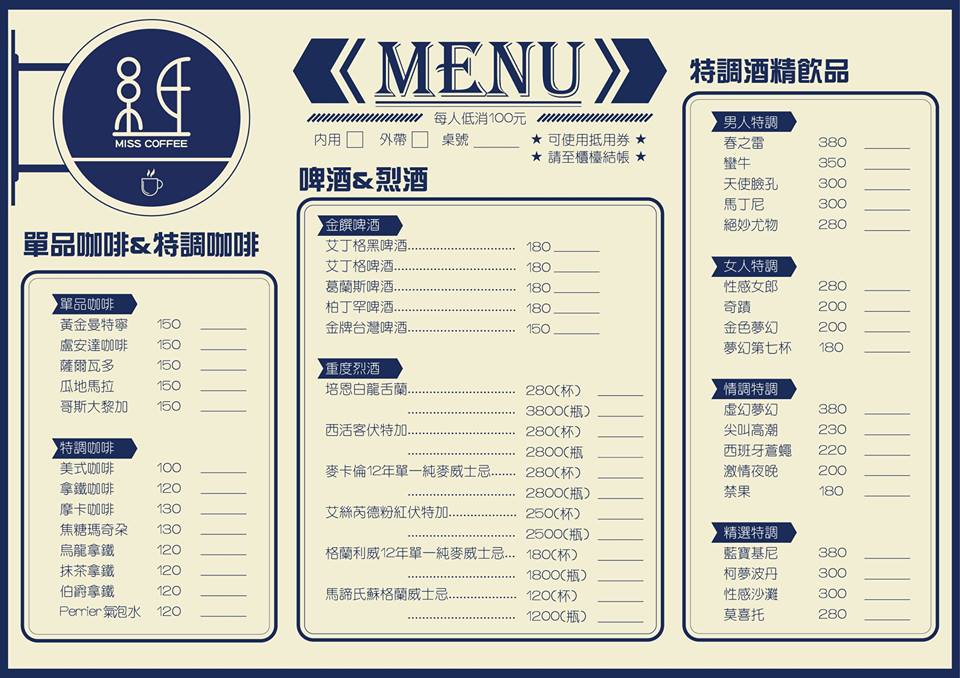 MISS COFFEE
MENU
每人低消100元
內用 外帶 桌號
★ 可使用抵用券 ★
★ 請至櫃檯結帳 ★
單品咖啡&特調咖啡
單品咖啡
黃金曼特寧 150
盧安達咖啡 150
薩爾瓦多 150
瓜地馬拉 150
哥斯大黎加 150
特調咖啡
美式咖啡 100
拿鐵咖啡 120
摩卡咖啡 130
焦糖瑪奇朵 130
烏龍拿鐵 120
抹茶拿鐵 120
伯爵拿鐵 120
Perrier氣包水 120
啤酒&烈酒
金饌啤酒
艾丁格黑啤酒 180
艾丁格啤酒 180
葛蘭斯啤酒 180
柏丁罕啤酒 180
金牌台灣啤酒 150
重度烈酒
培恩白龍舌蘭 280(杯)
3800(瓶)
西活客伏特加 280(杯)
2800(瓶
麥卡倫12年單一純麥威士忌 280(杯)
2800(瓶)
艾絲芮德粉紅伏特加 250(杯)
2500(瓶)
格蘭利威12年單一純麥威士忌 180(杯)
1800(瓶)
馬諦氏蘇格蘭威士忌 120(杯)
1200(瓶)
特調酒精飲品
男人特調
春之雷 380
蠻牛 350
天使臉孔 300
馬丁尼 300
絕妙尤物 280
女人特調
性感女郎 280
奇蹟 200
金色夢幻 200
夢幻第七杯 180
情調特調
虛幻夢幻 380
尖叫高潮 230
西班牙蒼蠅 220
激情夜晚 200
禁果 180
精選特調
藍寶基尼 380
柯夢波丹 300
性感沙灘 300
莫喜托 280